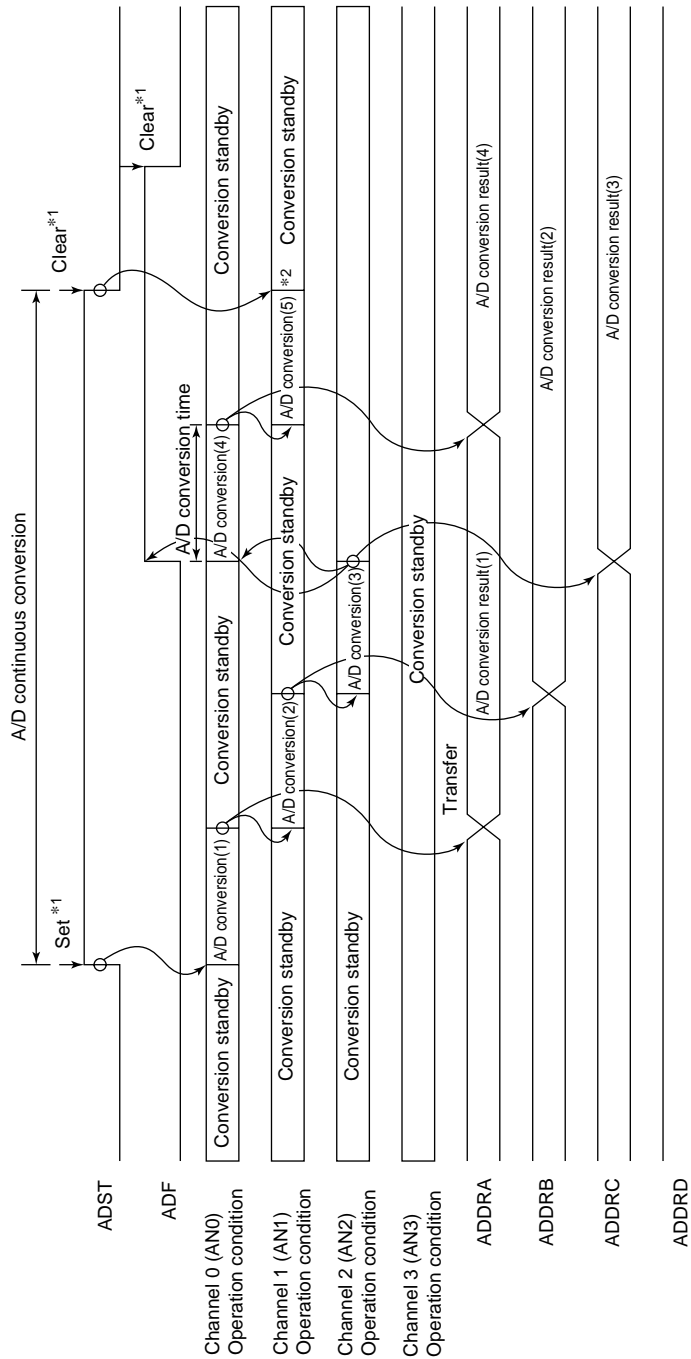 A/D continuous conversion
Set *1
Clear*1
Clear*1
ADST
ADF
A/D conversion time
Channel 0 (AN0)
Operation condition
Conversion standby
A/D conversion(1)
Conversion standby
A/D conversion(4)
Conversion standby
Channel 1 (AN1)
Operation condition
Conversion standby
A/D conversion(2)
Conversion standby
A/D conversion(5)
*2
Conversion standby
Channel 2 (AN2)
Operation condition
Conversion standby
A/D conversion(3)
Channel 3 (AN3)
Operation condition
Conversion standby
Transfer
ADDRA
A/D conversion result(1)
A/D conversion result(4)
ADDRB
A/D conversion result(2)
ADDRC
A/D conversion result(3)
ADDRD